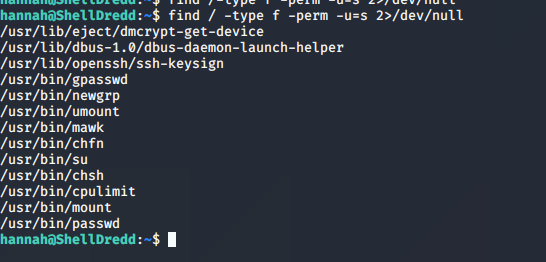 hannah@ShellDredd:~$ find /-type f -perm -u=s 2>/dev/null
hannah@ShellDredd:~$ find / -type f -perm -u=s 2>/dev/null
/usr/lib/eject/dmcrypt-get-device
/usr/lib/dbus-1.0/dbus-daemon-launch-helper
/usr/lib/openssh/ssh-keysign
/usr/bin/gpasswd
/usr/bin/newgrp
/usr/bin/umount
/usr/bin/mawk
/usr/bin/chfn
/usr/bin/su
/usr/bin/chsh
/usr/bin/cpulimit
/usr/bin/mount
/usr/bin/passwd
hannah@ShellDredd:~$